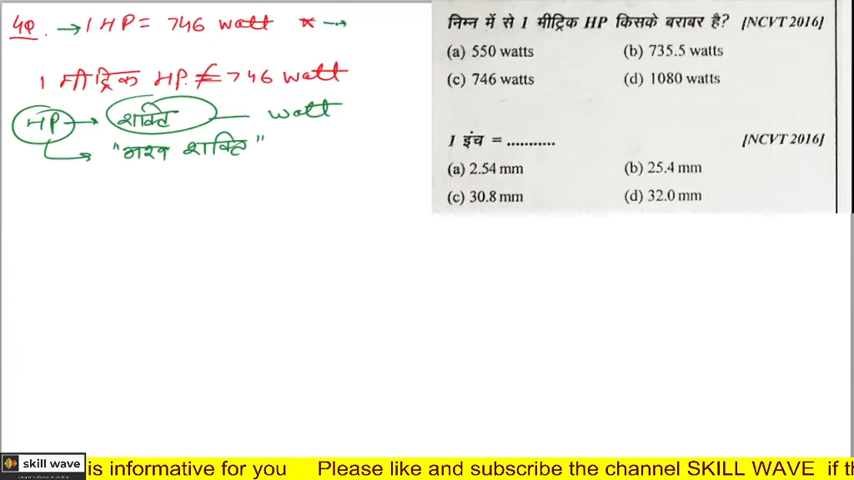 48. → 1 HP = 746 watt * →
1 मीट्रिक HP. ≠ 746 watt
HP → शक्ति — watt
"अश्व शक्ति"
निम्न में से 1 मीट्रिक HP किसके बराबर है? [NCVT 2016]
(a) 550 watts (b) 735.5 watts
(c) 746 watts (d) 1080 watts
1 इंच = ........... [NCVT 2016]
(a) 2.54 mm (b) 25.4 mm
(c) 30.8 mm (d) 32.0 mm
skill wave
is informative for you Please like and subscribe the channel SKILL WAVE if th